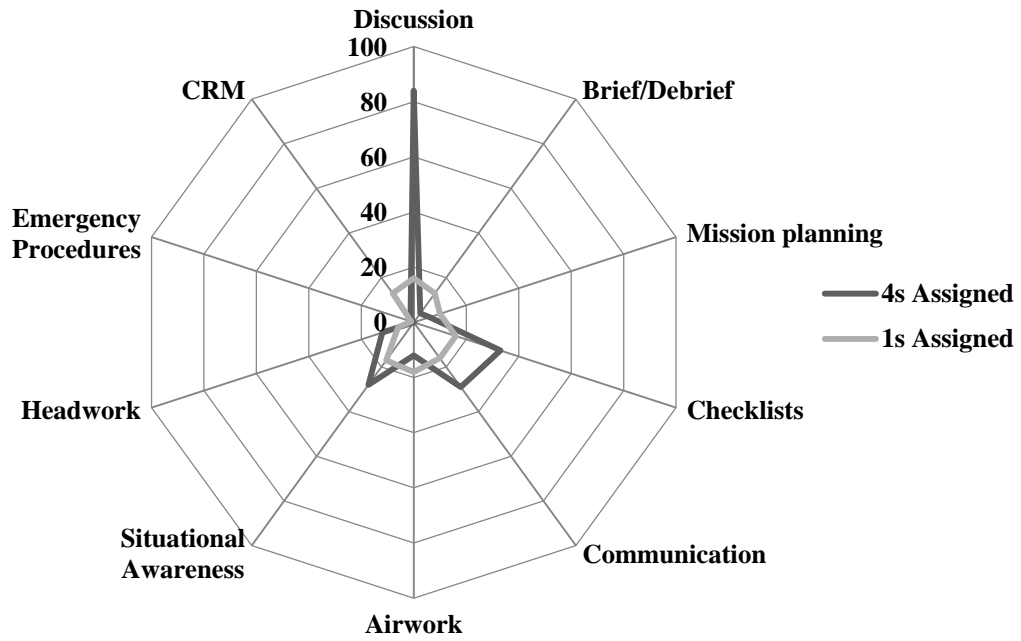 Discussion
100
CRM
Brief/Debrief
80
60
Emergency
Procedures
40
Mission planning
20
4s Assigned
0
1s Assigned
Headwork
Checklists
Situational
Awareness
Communication
Airwork